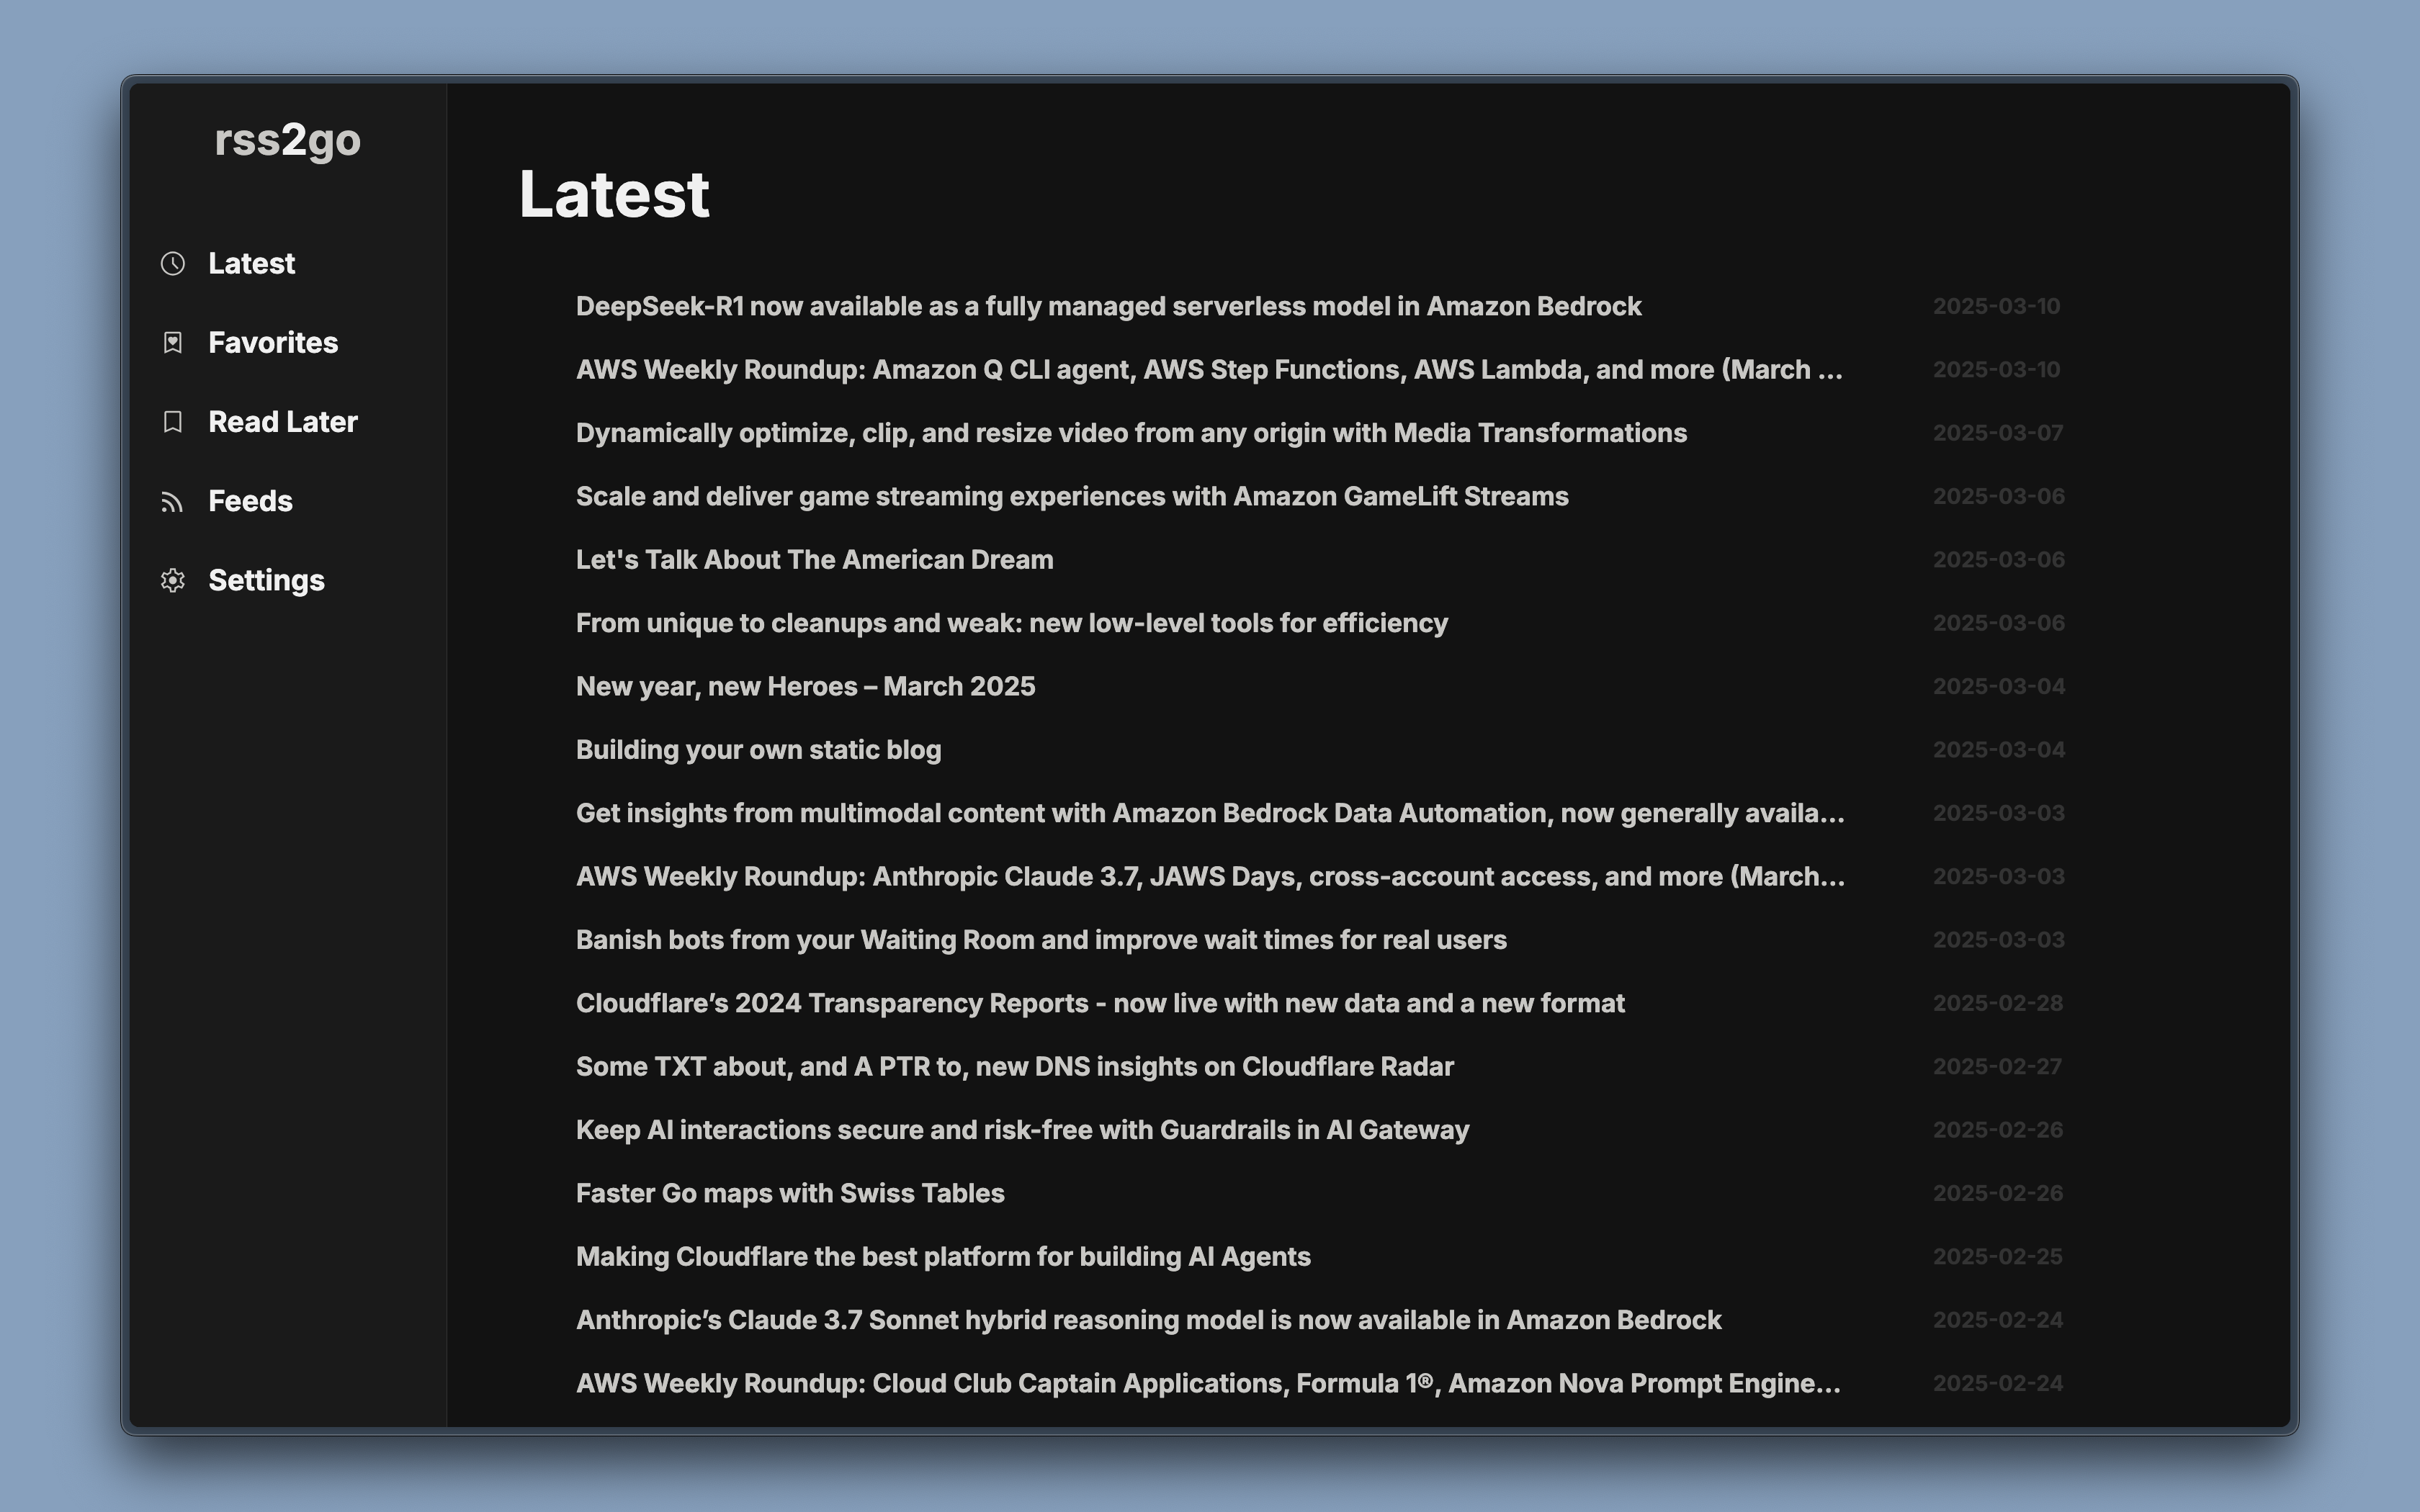 rss2go
Latest
Favorites
Read Later
Feeds
Settings
Latest
DeepSeek-R1 now available as a fully managed serverless model in Amazon Bedrock 2025-03-10
AWS Weekly Roundup: Amazon Q CLI agent, AWS Step Functions, AWS Lambda, and more (March ... 2025-03-10
Dynamically optimize, clip, and resize video from any origin with Media Transformations 2025-03-07
Scale and deliver game streaming experiences with Amazon GameLift Streams 2025-03-06
Let's Talk About The American Dream 2025-03-06
From unique to cleanups and weak: new low-level tools for efficiency 2025-03-06
New year, new Heroes – March 2025 2025-03-04
Building your own static blog 2025-03-04
Get insights from multimodal content with Amazon Bedrock Data Automation, now generally availa... 2025-03-03
AWS Weekly Roundup: Anthropic Claude 3.7, JAWS Days, cross-account access, and more (March... 2025-03-03
Banish bots from your Waiting Room and improve wait times for real users 2025-03-03
Cloudflare’s 2024 Transparency Reports - now live with new data and a new format 2025-02-28
Some TXT about, and A PTR to, new DNS insights on Cloudflare Radar 2025-02-27
Keep AI interactions secure and risk-free with Guardrails in AI Gateway 2025-02-26
Faster Go maps with Swiss Tables 2025-02-26
Making Cloudflare the best platform for building AI Agents 2025-02-25
Anthropic’s Claude 3.7 Sonnet hybrid reasoning model is now available in Amazon Bedrock 2025-02-24
AWS Weekly Roundup: Cloud Club Captain Applications, Formula 1®, Amazon Nova Prompt Engine... 2025-02-24